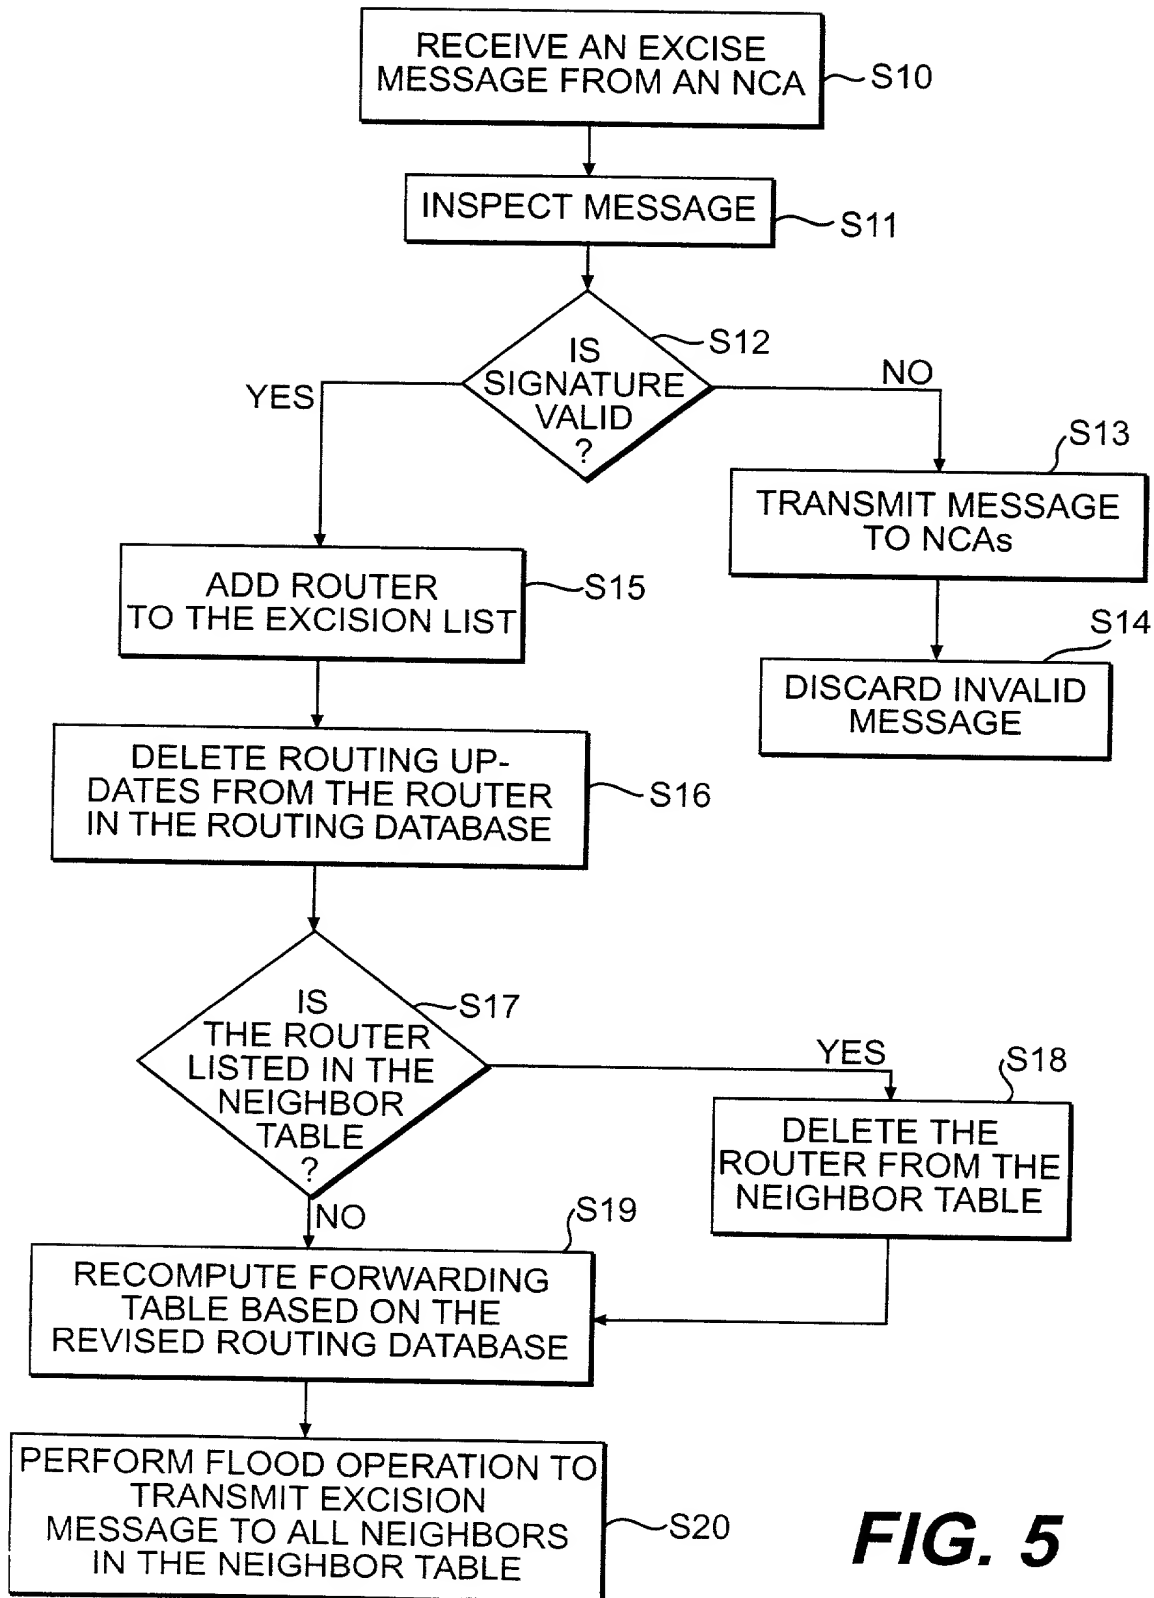 RECEIVE AN EXCISE
MESSAGE FROM AN NCA
S10
INSPECT MESSAGE
S11
IS
SIGNATURE
VALID
?
S12
YES
NO
S13
TRANSMIT MESSAGE
TO NCAs
S14
DISCARD INVALID
MESSAGE
ADD ROUTER
TO THE EXCISION LIST
S15
DELETE ROUTING UP-
DATES FROM THE ROUTER
IN THE ROUTING DATABASE
S16
IS
THE ROUTER
LISTED IN THE
NEIGHBOR
TABLE
?
S17
YES
S18
DELETE THE
ROUTER FROM THE
NEIGHBOR TABLE
NO
S19
RECOMPUTE FORWARDING
TABLE BASED ON THE
REVISED ROUTING DATABASE
PERFORM FLOOD OPERATION TO
TRANSMIT EXCISION
MESSAGE TO ALL NEIGHBORS
IN THE NEIGHBOR TABLE
S20
FIG. 5